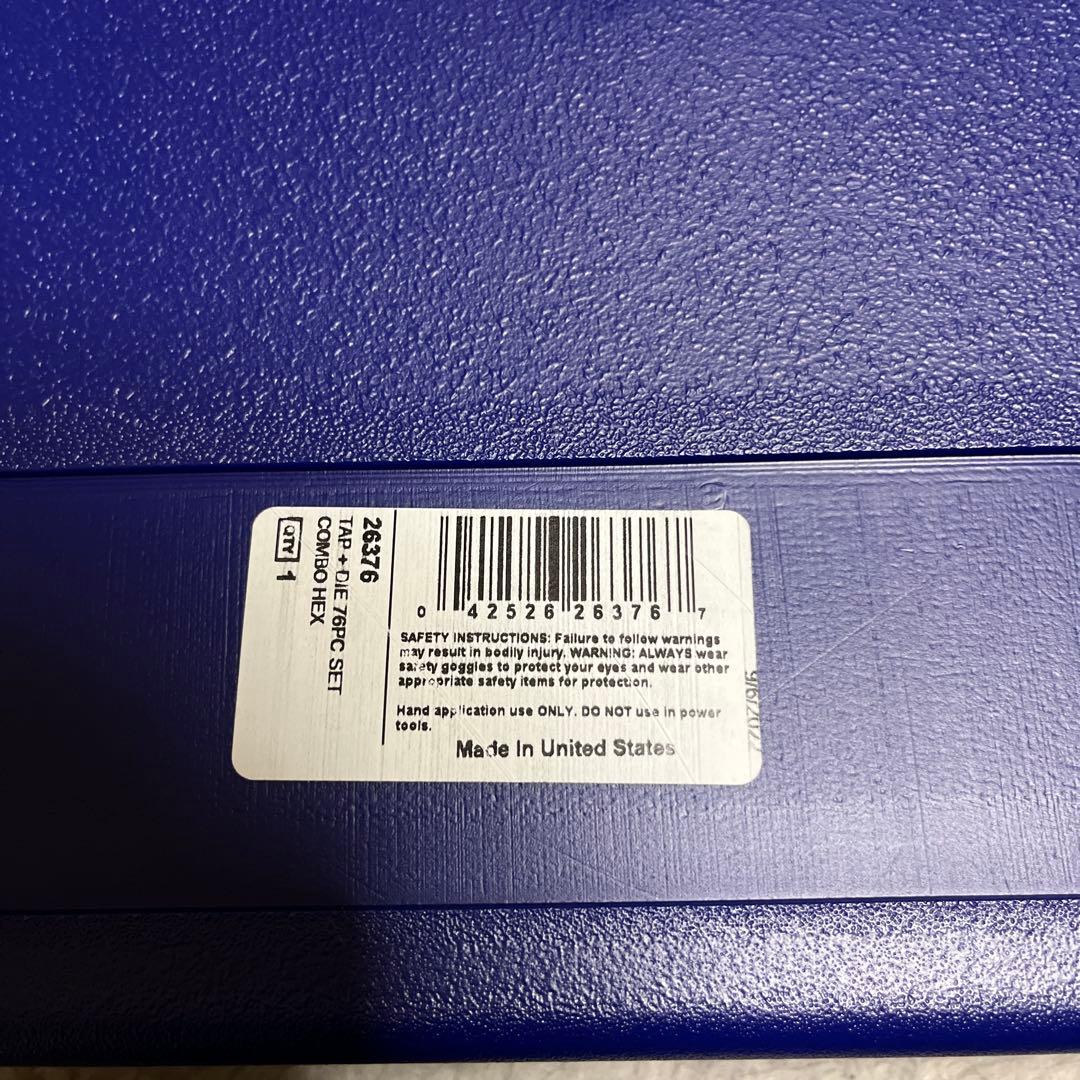 26376
TAP + DIE 76PC SET
COMBO HEX
QTY 1
0 42526 26376 7
SAFETY INSTRUCTIONS: Failure to follow warnings
may result in bodily injury. WARNING: ALWAYS wear
safety goggles to protect your eyes and wear other
appropriate safety items for protection.
Hand application use ONLY. DO NOT use in power
tools.
Made In United States